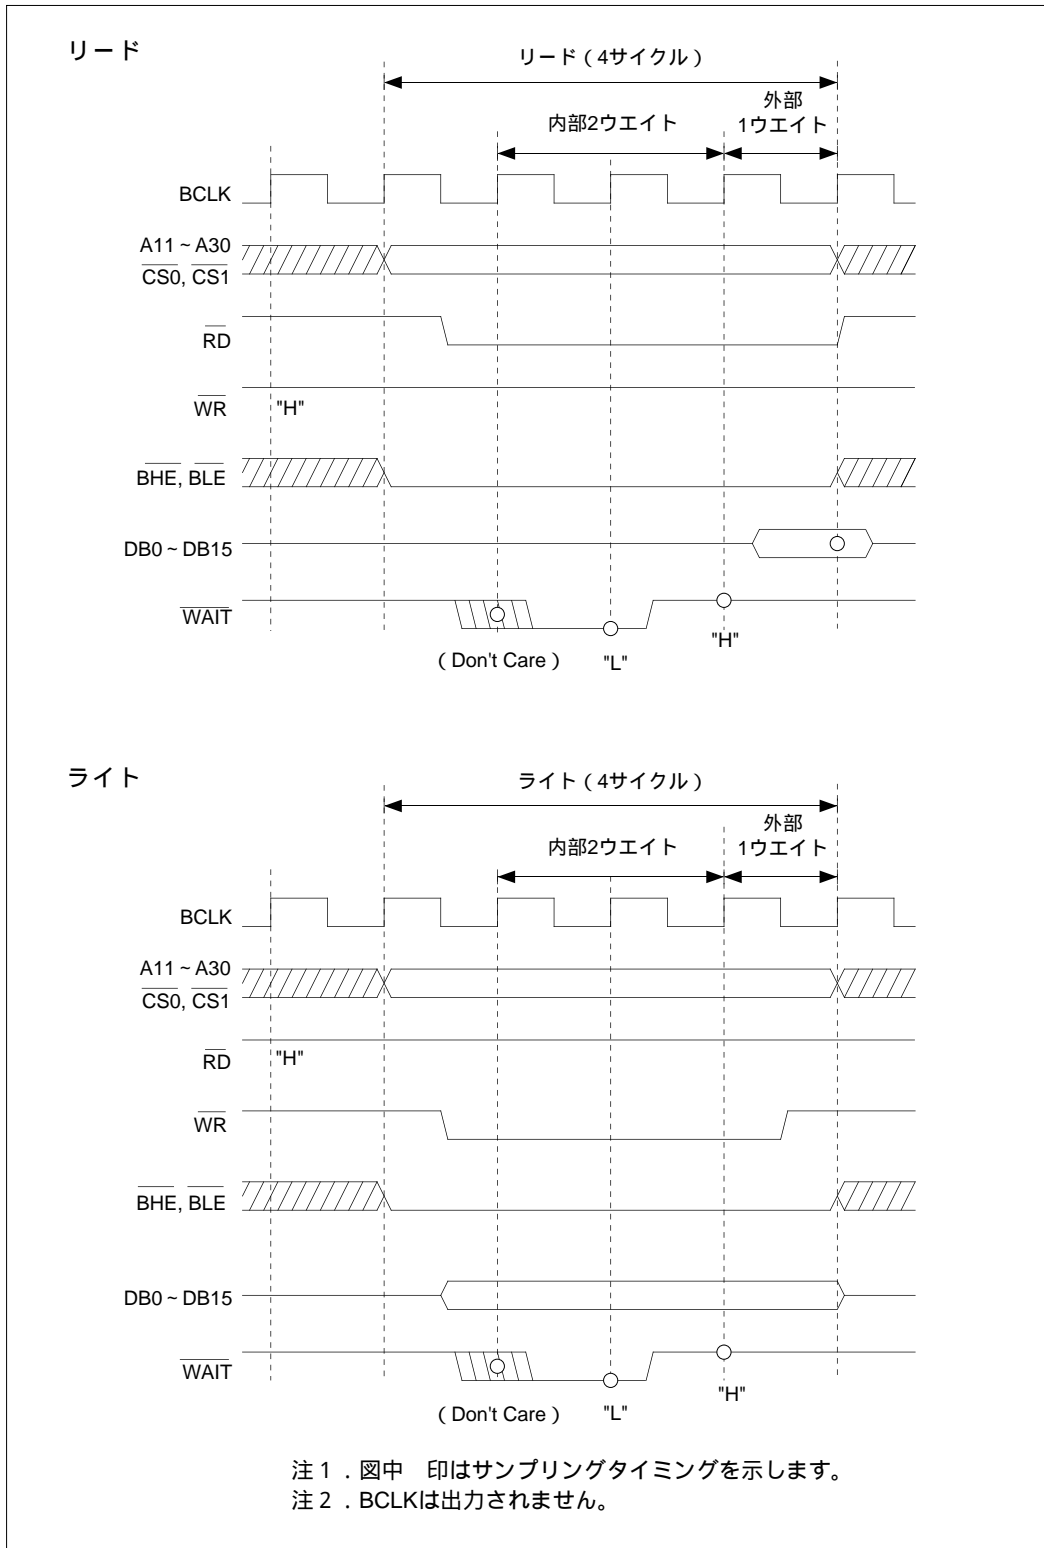 リード
リード（4サイクル）
外部
内部2ウエイト
1ウエイト
BCLK
A11～A30
CS0, CS1
RD
WR
"H"
BHE, BLE
DB0～DB15
WAIT
"H"
（Don't Care）
"L"
ライト
ライト（4サイクル）
外部
内部2ウエイト
1ウエイト
BCLK
A11～A30
CS0, CS1
RD
"H"
WR
BHE, BLE
DB0～DB15
WAIT
"H"
（Don't Care）
"L"
注1．図中　印はサンプリングタイミングを示します。
注2．BCLKは出力されません。